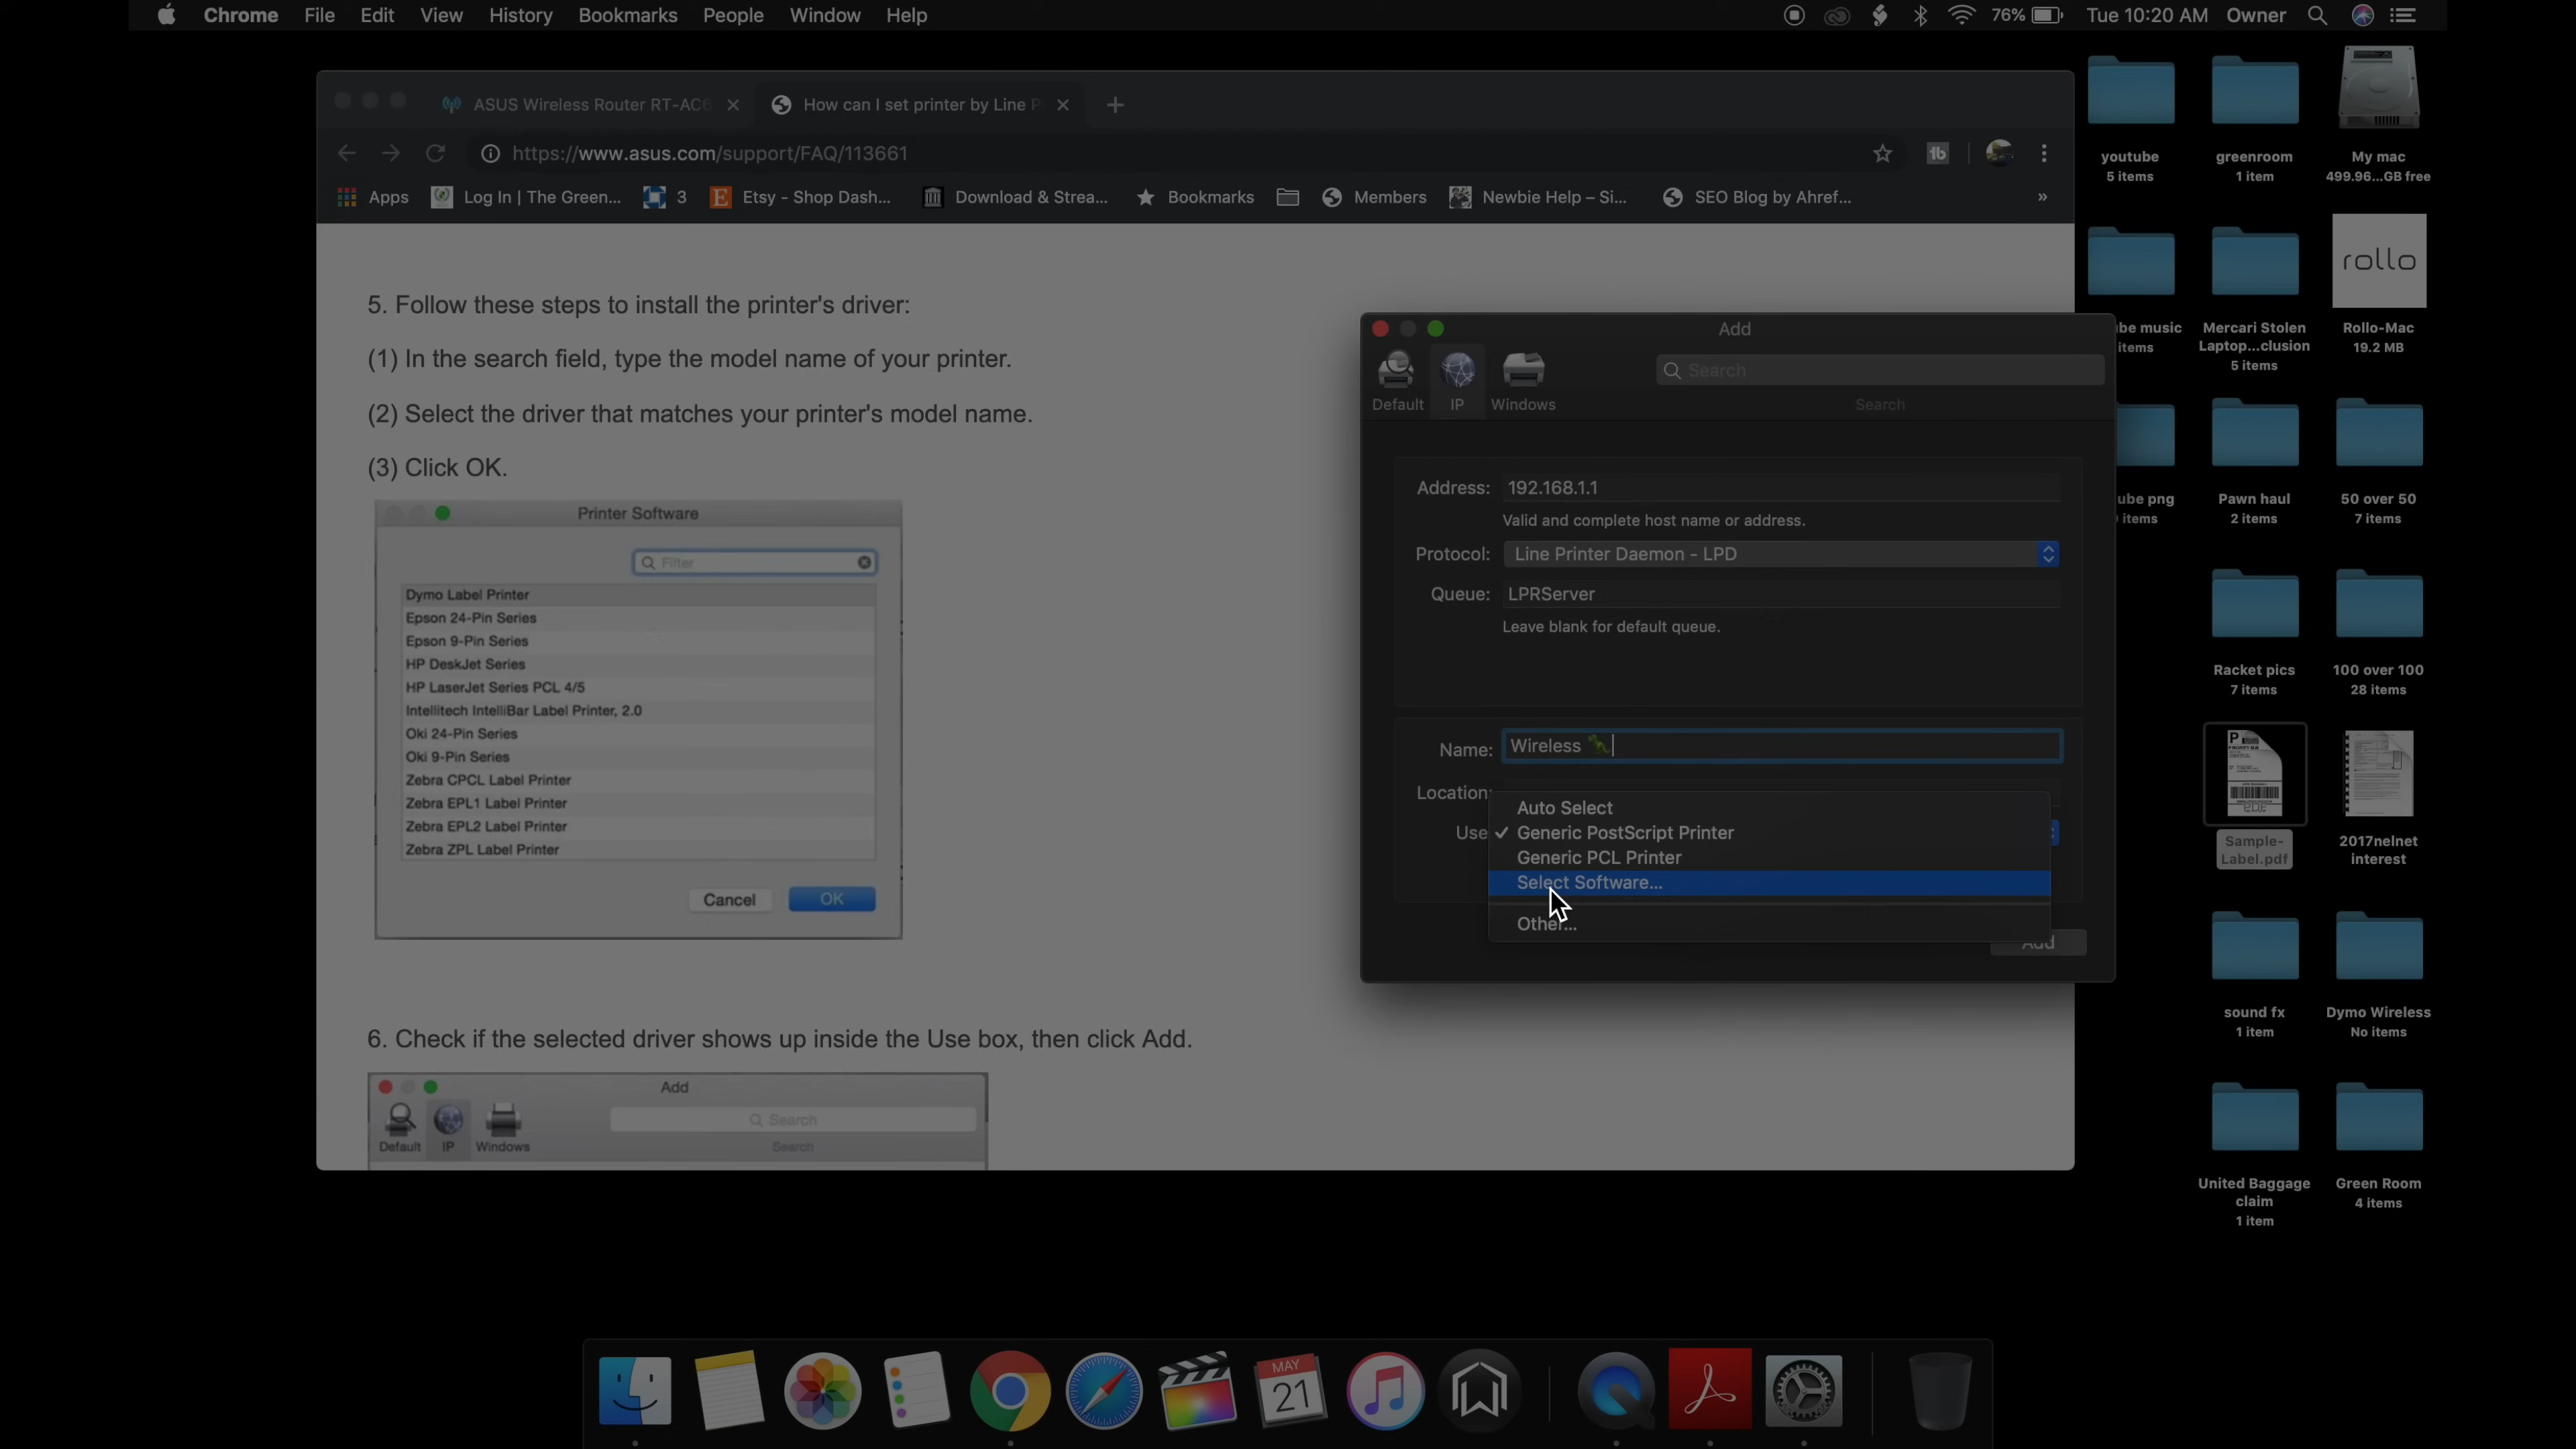 Chrome File Edit View History Bookmarks People Window Help
76% Tue 10:20 AM Owner
ASUS Wireless Router RT-AC6
How can I set printer by Line P
https://www.asus.com/support/FAQ/113661
Apps
Log In | The Green...
3
Etsy - Shop Dash...
Download & Strea...
Bookmarks
Members
Newbie Help – Si...
SEO Blog by Ahref...
»
5. Follow these steps to install the printer's driver:
(1) In the search field, type the model name of your printer.
(2) Select the driver that matches your printer's model name.
(3) Click OK.
Printer Software
Filter
Dymo Label Printer
Epson 24-Pin Series
Epson 9-Pin Series
HP DeskJet Series
HP LaserJet Series PCL 4/5
Intellitech IntelliBar Label Printer, 2.0
Oki 24-Pin Series
Oki 9-Pin Series
Zebra CPCL Label Printer
Zebra EPL1 Label Printer
Zebra EPL2 Label Printer
Zebra ZPL Label Printer
Cancel OK
6. Check if the selected driver shows up inside the Use box, then click Add.
Add
Search
Default IP Windows Search
Add
Search
Default IP Windows Search
Address: 192.168.1.1
Valid and complete host name or address.
Protocol: Line Printer Daemon - LPD
Queue: LPRServer
Leave blank for default queue.
Name: Wireless 🦖
Location:
Auto Select
Use ✓ Generic PostScript Printer
Generic PCL Printer
Select Software...
Other...
Add
youtube
5 items
greenroom
1 item
My mac
499.96...GB free
be music
items
Mercari Stolen
Laptop...clusion
5 items
rollo
Rollo-Mac
19.2 MB
ube png
items
Pawn haul
2 items
50 over 50
7 items
Racket pics
7 items
100 over 100
28 items
P
PDF
Sample-
Label.pdf
2017nelnet
interest
sound fx
1 item
Dymo Wireless
No items
United Baggage
claim
1 item
Green Room
4 items
MAY
21